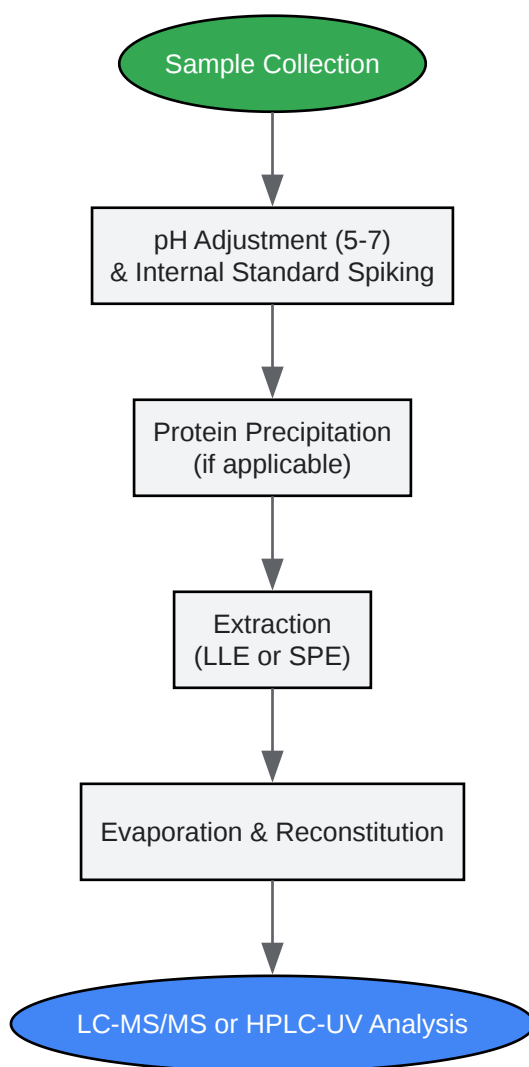 Sample Collection
pH Adjustment (5-7)
& Internal Standard Spiking
Protein Precipitation
(if applicable)
Extraction
(LLE or SPE)
Evaporation & Reconstitution
LC-MS/MS or HPLC-UV Analysis